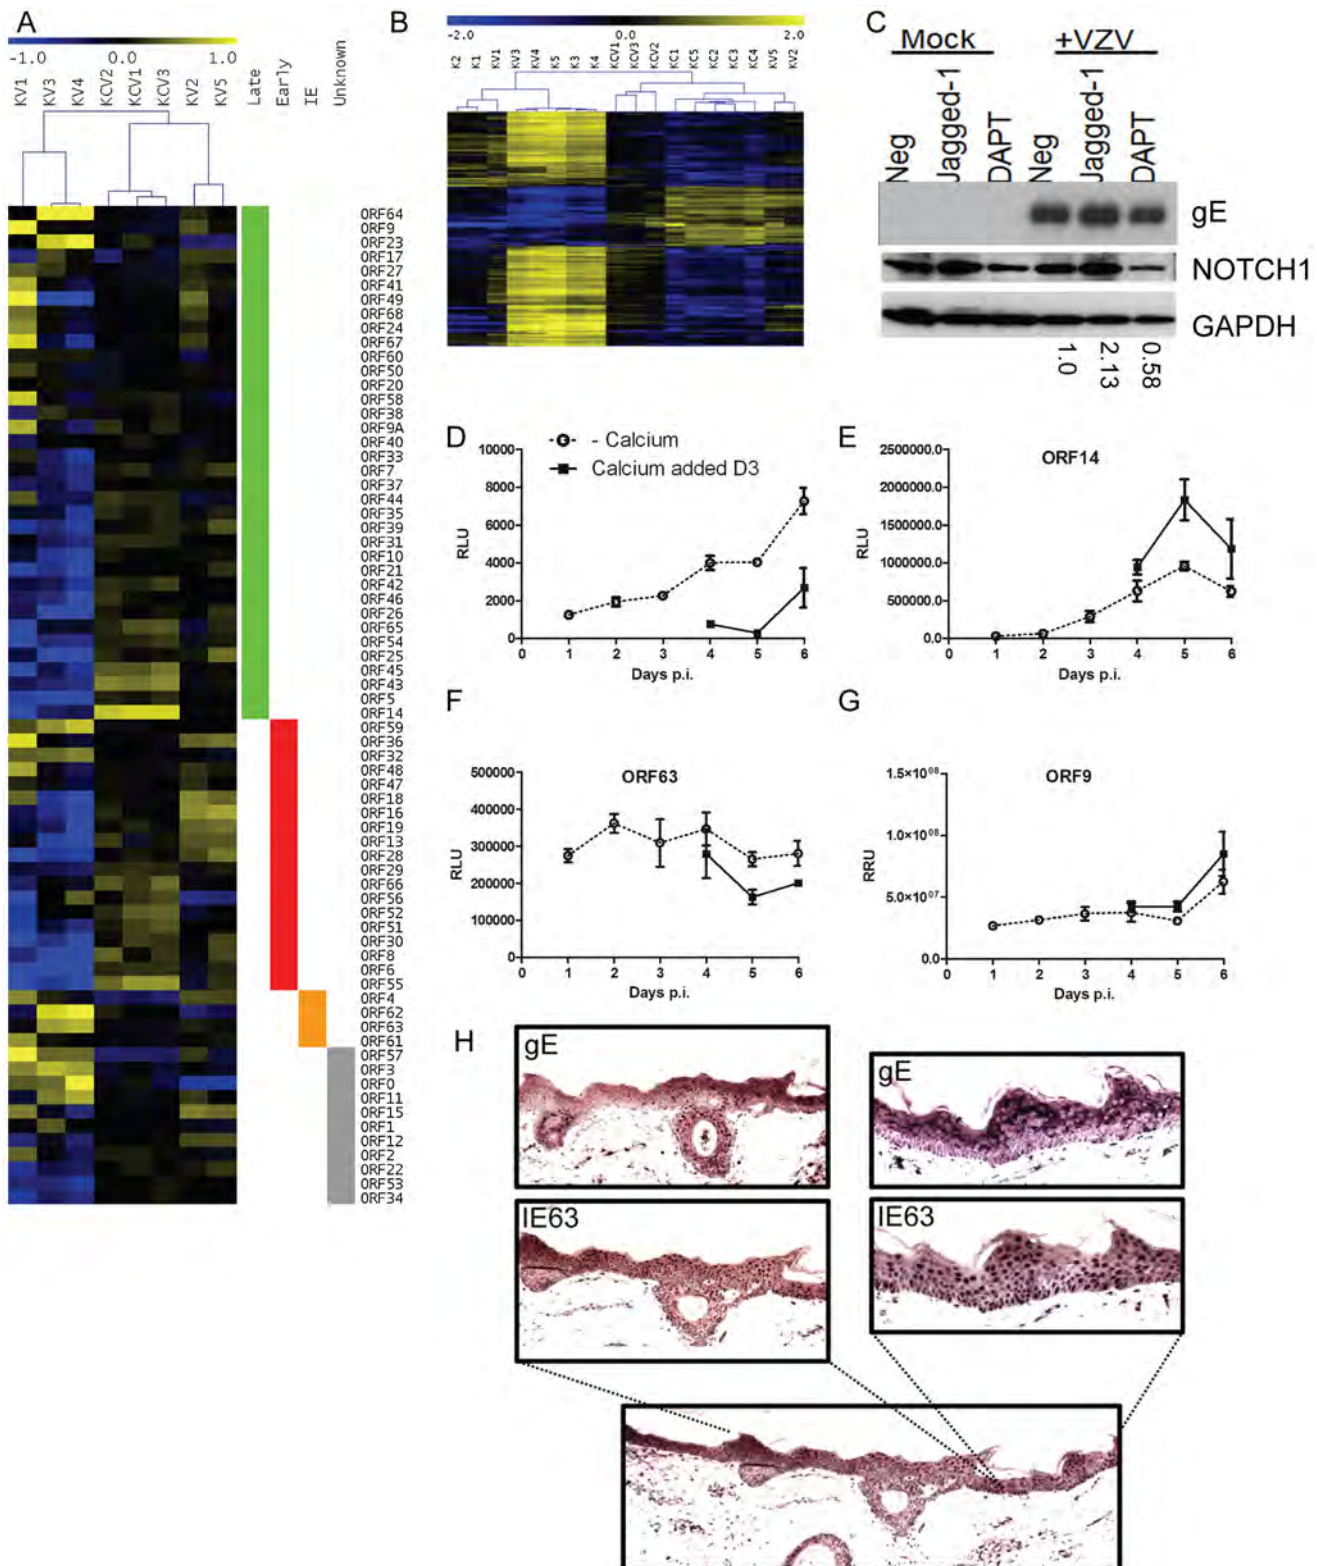 A
-1.0 0.0 1.0
KV1 KV3 KV4 KCV2 KCV1 KCV3 KV2 KV5 Late Early IE Unknown
ORF64
ORF9
ORF23
ORF17
ORF27
ORF41
ORF49
ORF68
ORF24
ORF67
ORF60
ORF50
ORF20
ORF58
ORF38
ORF9A
ORF40
ORF33
ORF7
ORF37
ORF44
ORF35
ORF39
ORF31
ORF10
ORF21
ORF42
ORF46
ORF26
ORF65
ORF54
ORF25
ORF45
ORF43
ORF5
ORF14
ORF59
ORF36
ORF32
ORF48
ORF47
ORF18
ORF16
ORF19
ORF13
ORF28
ORF29
ORF66
ORF56
ORF52
ORF51
ORF30
ORF8
ORF6
ORF55
ORF4
ORF62
ORF63
ORF61
ORF57
ORF3
ORF0
ORF11
ORF15
ORF1
ORF12
ORF2
ORF22
ORF53
ORF34
B
-2.0 0.0 2.0
K2 K1 KV1 KV3 KV4 K5 K3 K4 KCV1 KCV3 KCV2 KC1 KC5 KC2 KC3 KC4 KV5 KV2
C
Mock +VZV
Neg Jagged-1 DAPT Neg Jagged-1 DAPT
gE
NOTCH1
GAPDH
1.0 2.13 0.58
D
- Calcium
Calcium added D3
10000
8000
6000
4000
2000
0
RLU
1 2 3 4 5 6
Days p.i.
E
ORF14
2500000.0
2000000.0
1500000.0
1000000.0
500000.0
0.0
RLU
1 2 3 4 5 6
Days p.i.
F
ORF63
500000
400000
300000
200000
100000
0
RLU
1 2 3 4 5 6
Days p.i.
G
ORF9
1.5×10⁰⁸
1.0×10⁰⁸
5.0×10⁰⁷
0.0
RRU
1 2 3 4 5 6
Days p.i.
H
gE
gE
IE63
IE63